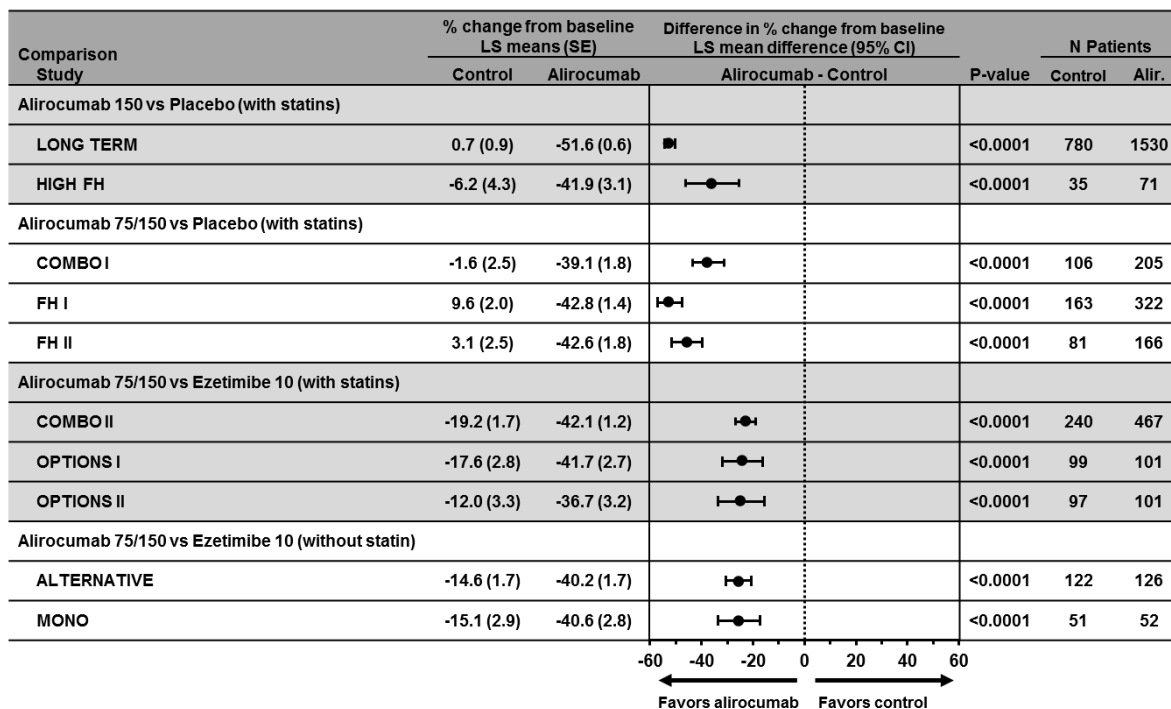 % change from baseline Difference in % change from baseline
LS means (SE) LS mean difference (95% CI) N Patients
Comparison
Study Control Alirocumab Alirocumab - Control P-value Control Alir.
Alirocumab 150 vs Placebo (with statins)
LONG TERM 0.7 (0.9) -51.6 (0.6) <0.0001 780 1530
HIGH FH -6.2 (4.3) -41.9 (3.1) <0.0001 35 71
Alirocumab 75/150 vs Placebo (with statins)
COMBO I -1.6 (2.5) -39.1 (1.8) <0.0001 106 205
FH I 9.6 (2.0) -42.8 (1.4) <0.0001 163 322
FH II 3.1 (2.5) -42.6 (1.8) <0.0001 81 166
Alirocumab 75/150 vs Ezetimibe 10 (with statins)
COMBO II -19.2 (1.7) -42.1 (1.2) <0.0001 240 467
OPTIONS I -17.6 (2.8) -41.7 (2.7) <0.0001 99 101
OPTIONS II -12.0 (3.3) -36.7 (3.2) <0.0001 97 101
Alirocumab 75/150 vs Ezetimibe 10 (without statin)
ALTERNATIVE -14.6 (1.7) -40.2 (1.7) <0.0001 122 126
MONO -15.1 (2.9) -40.6 (2.8) <0.0001 51 52
-60 -40 -20 0 20 40 60
Favors alirocumab Favors control